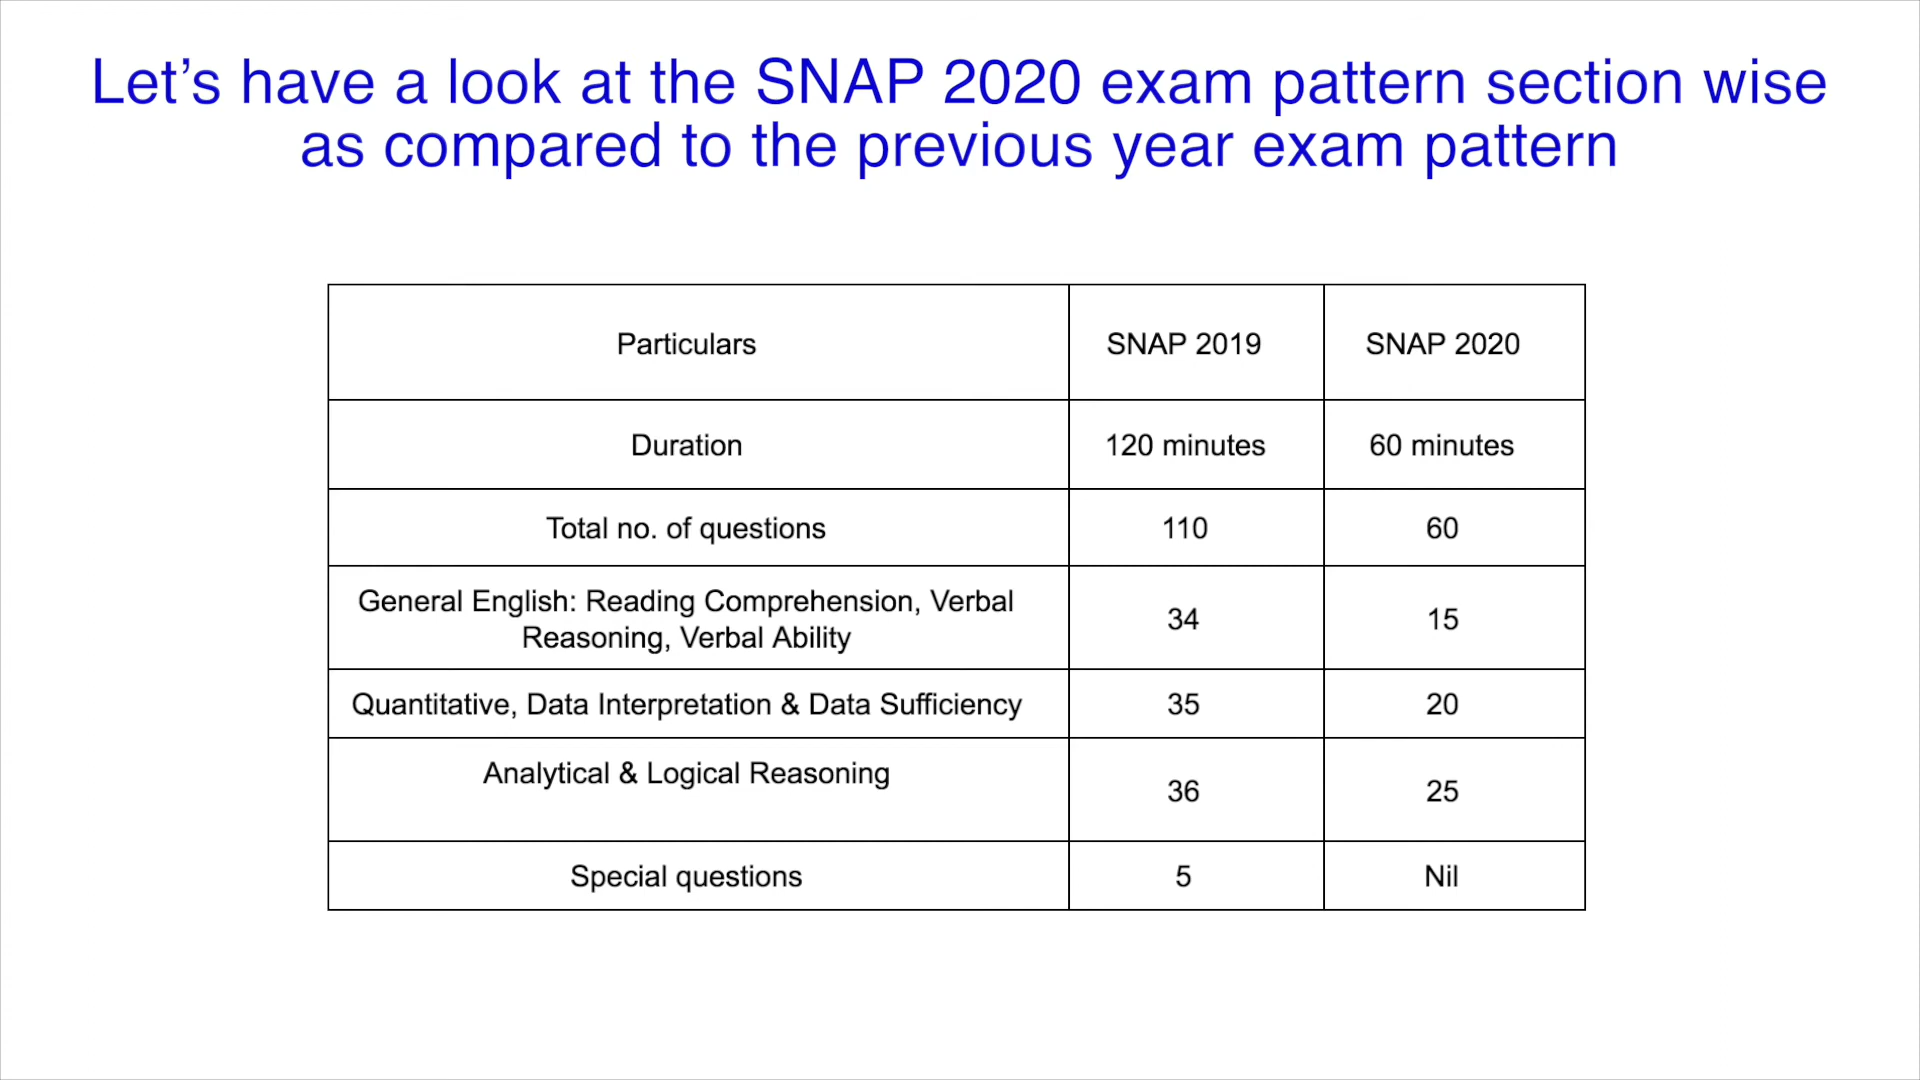 Let’s have a look at the SNAP 2020 exam pattern section wise
as compared to the previous year exam pattern
Particulars SNAP 2019 SNAP 2020
Duration 120 minutes 60 minutes
Total no. of questions 110 60
General English: Reading Comprehension, Verbal
Reasoning, Verbal Ability 34 15
Quantitative, Data Interpretation & Data Sufficiency 35 20
Analytical & Logical Reasoning 36 25
Special questions 5 Nil